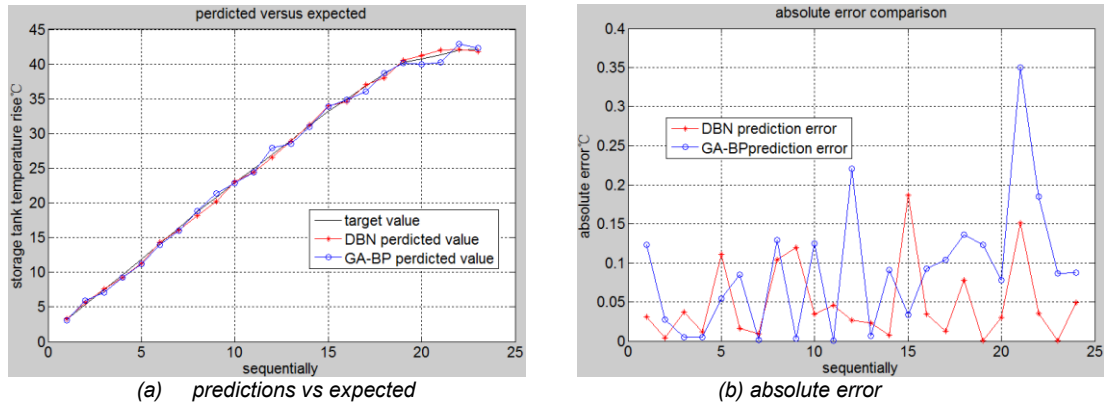 perdicted versus expected
storage tank temperature rise℃
45
40
35
30
25
20
15
10
5
0
target value
DBN perdicted value
GA-BP perdicted value
0 5 10 15 20 25
sequentially
(a) predictions vs expected
absolute error comparison
absolute error℃
0.4
0.35
0.3
0.25
0.2
0.15
0.1
0.05
0
DBN prediction error
GA-BPprediction error
0 5 10 15 20 25
sequentially
(b) absolute error